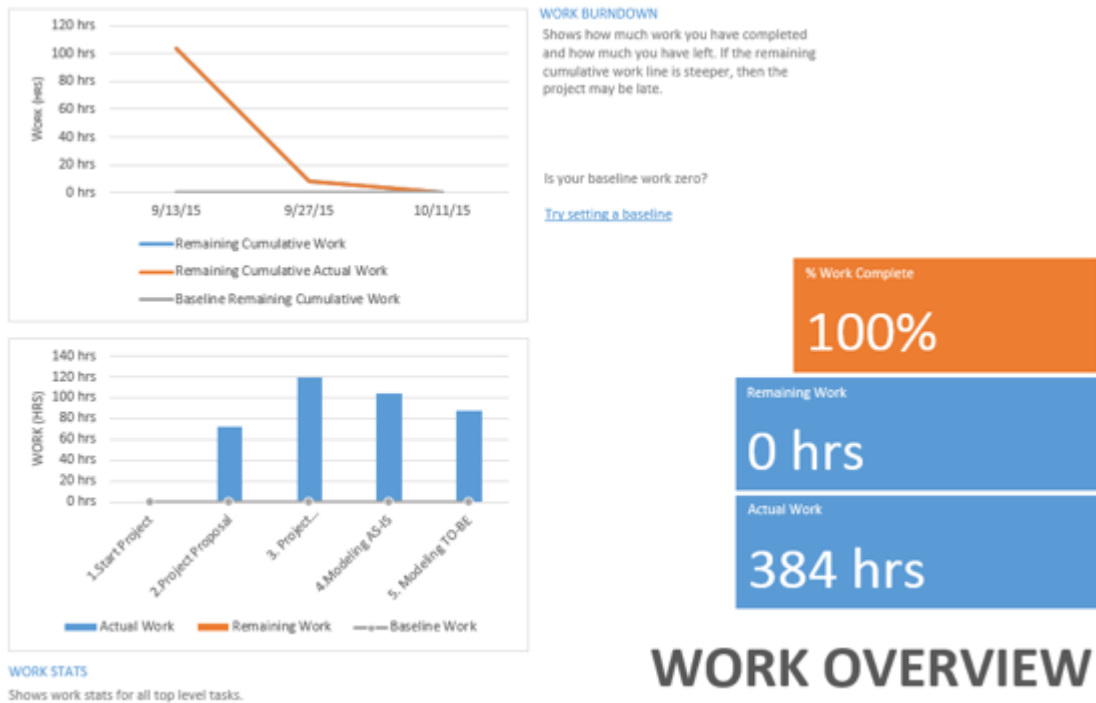 120 hrs
100 hrs
80 hrs
60 hrs
40 hrs
20 hrs
0 hrs
WORK (HRS)
9/13/15 9/27/15 10/11/15
Remaining Cumulative Work
Remaining Cumulative Actual Work
Baseline Remaining Cumulative Work
WORK BURNDOWN
Shows how much work you have completed
and how much you have left. If the remaining
cumulative work line is steeper, then the
project may be late.
Is your baseline work zero?
Try setting a baseline
% Work Complete
100%
Remaining Work
0 hrs
Actual Work
384 hrs
140 hrs
120 hrs
100 hrs
80 hrs
60 hrs
40 hrs
20 hrs
0 hrs
WORK (HRS)
1.Start Project
2.Project Proposal
3. Project...
4.Modeling AS-IS
5. Modeling TO-BE
Actual Work Remaining Work Baseline Work
WORK STATS
Shows work stats for all top level tasks.
WORK OVERVIEW